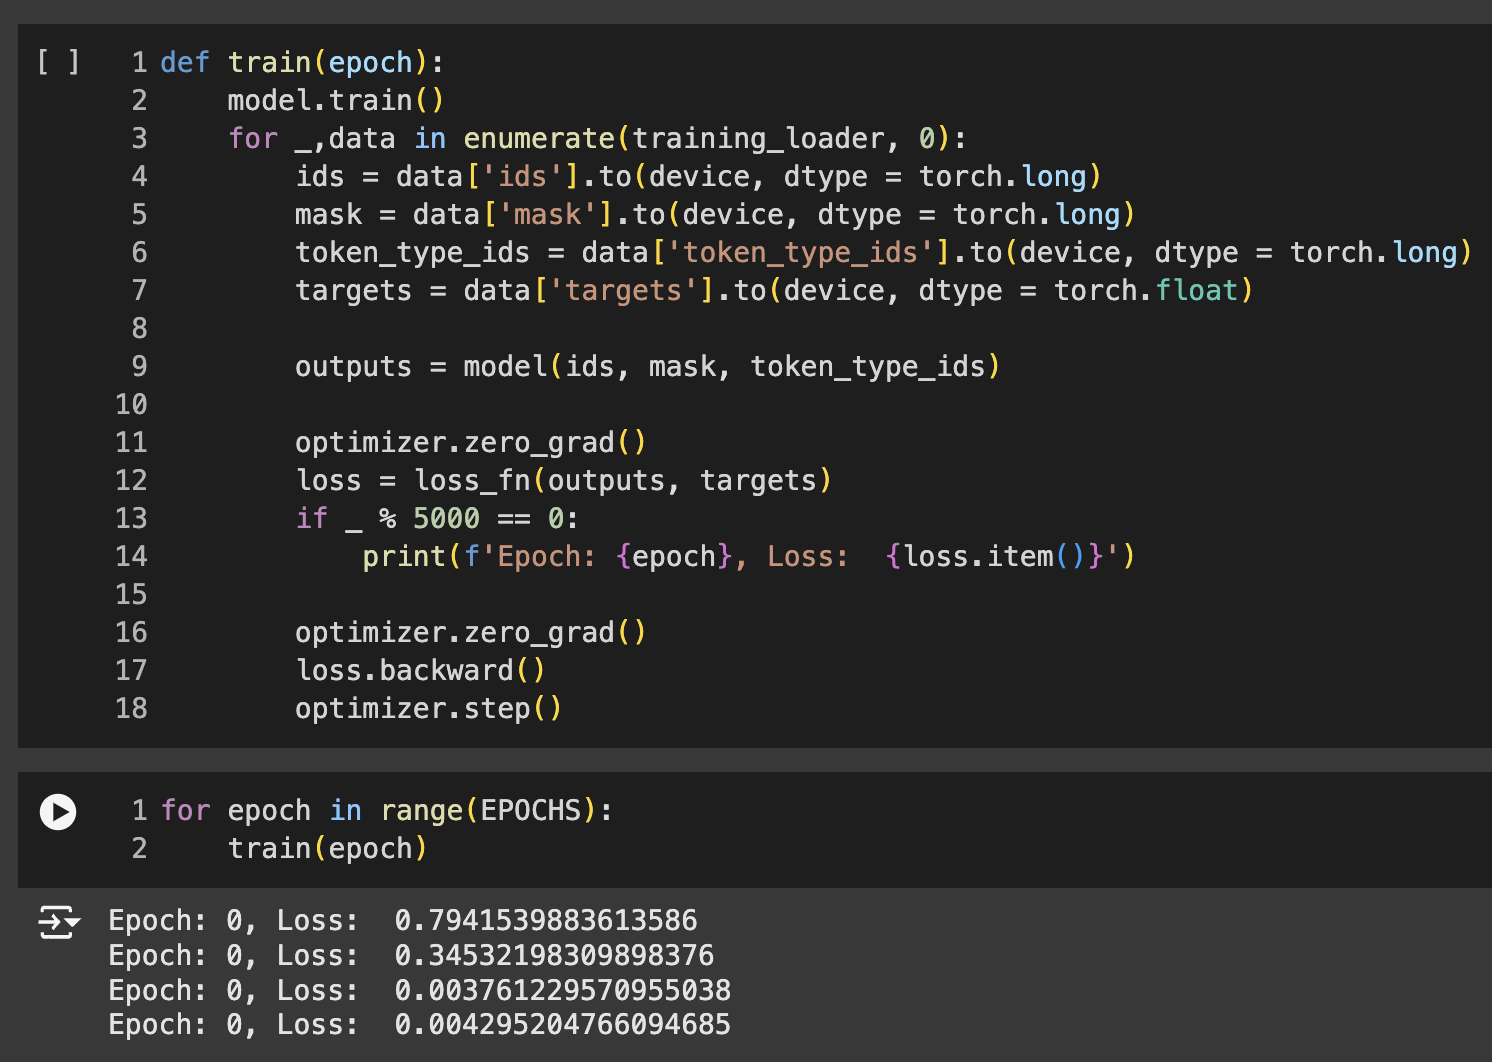 [ ]
1 def train(epoch):
2     model.train()
3     for _,data in enumerate(training_loader, 0):
4         ids = data['ids'].to(device, dtype = torch.long)
5         mask = data['mask'].to(device, dtype = torch.long)
6         token_type_ids = data['token_type_ids'].to(device, dtype = torch.long)
7         targets = data['targets'].to(device, dtype = torch.float)
8
9         outputs = model(ids, mask, token_type_ids)
10
11         optimizer.zero_grad()
12         loss = loss_fn(outputs, targets)
13         if _ % 5000 == 0:
14             print(f'Epoch: {epoch}, Loss:  {loss.item()}')
15
16         optimizer.zero_grad()
17         loss.backward()
18         optimizer.step()
1 for epoch in range(EPOCHS):
2     train(epoch)
Epoch: 0, Loss:  0.7941539883613586
Epoch: 0, Loss:  0.34532198309898376
Epoch: 0, Loss:  0.003761229570955038
Epoch: 0, Loss:  0.004295204766094685